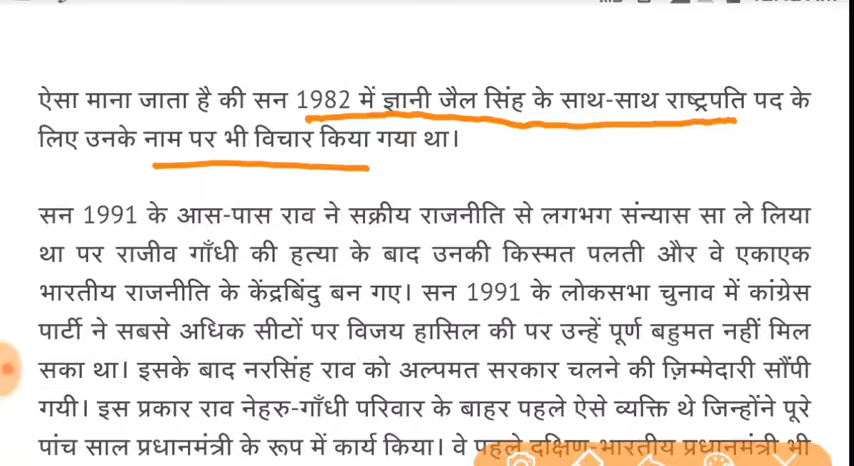 ऐसा माना जाता है की सन 1982 में ज्ञानी जैल सिंह के साथ-साथ राष्ट्रपति पद के
लिए उनके नाम पर भी विचार किया गया था।
सन 1991 के आस-पास राव ने सक्रीय राजनीति से लगभग संन्यास सा ले लिया
था पर राजीव गाँधी की हत्या के बाद उनकी किस्मत पलती और वे एकाएक
भारतीय राजनीति के केंद्रबिंदु बन गए। सन 1991 के लोकसभा चुनाव में कांग्रेस
पार्टी ने सबसे अधिक सीटों पर विजय हासिल की पर उन्हें पूर्ण बहुमत नहीं मिल
सका था। इसके बाद नरसिंह राव को अल्पमत सरकार चलने की ज़िम्मेदारी सौंपी
गयी। इस प्रकार राव नेहरु-गाँधी परिवार के बाहर पहले ऐसे व्यक्ति थे जिन्होंने पूरे
पांच साल प्रधानमंत्री के रूप में कार्य किया। वे पहले दक्षिण-भारतीय प्रधानमंत्री भी